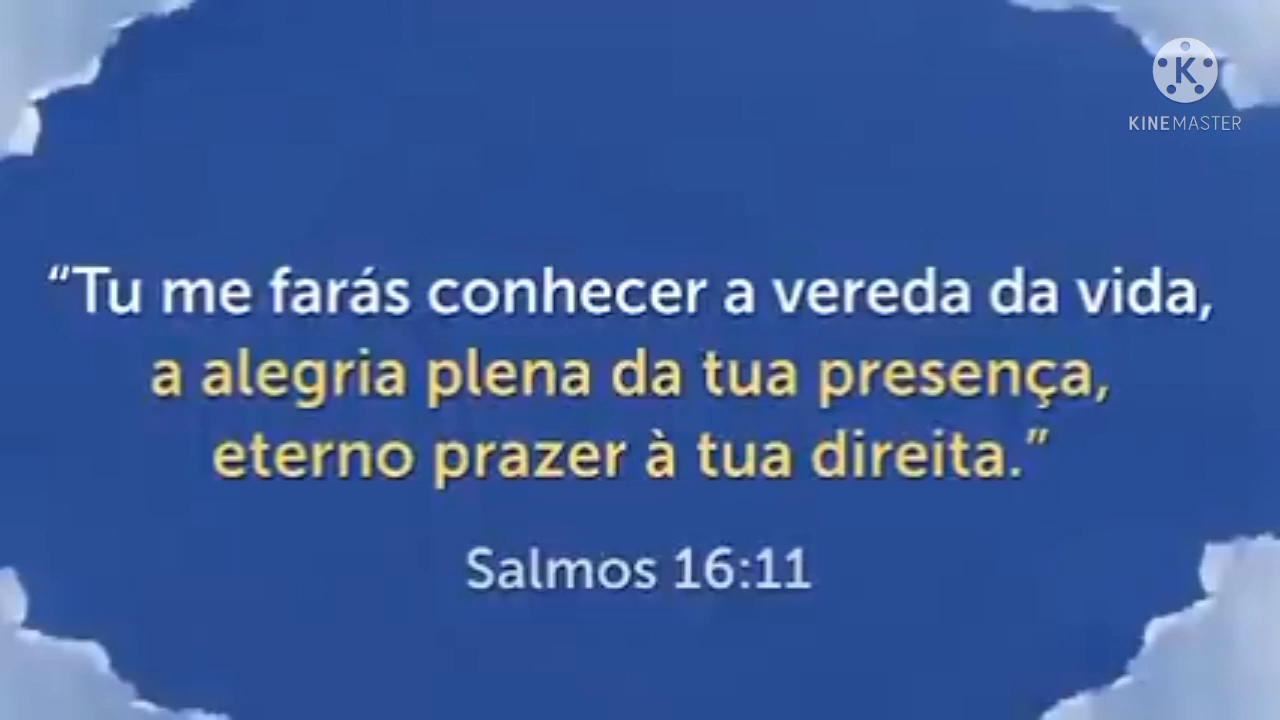 K
KINEMASTER
“Tu me farás conhecer a vereda da vida,
a alegria plena da tua presença,
eterno prazer à tua direita.”
Salmos 16:11